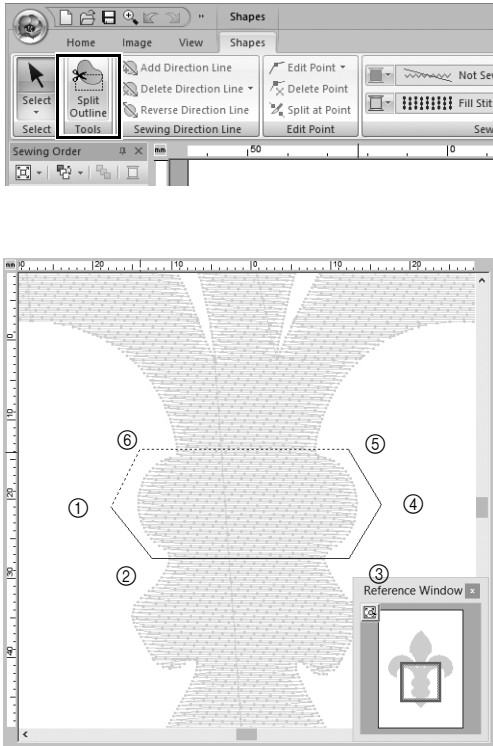 Shapes
Home Image View Shapes
Select
Select
Split Outline
Tools
Add Direction Line
Delete Direction Line
Reverse Direction Line
Sewing Direction Line
Edit Point
Delete Point
Split at Point
Edit Point
Not Se
Fill Stit
Sew
Sewing Order
mm 50 0
mm 30 20 10 0 10 20
0
10
20
30
40
⑥
⑤
①
④
②
③
Reference Window